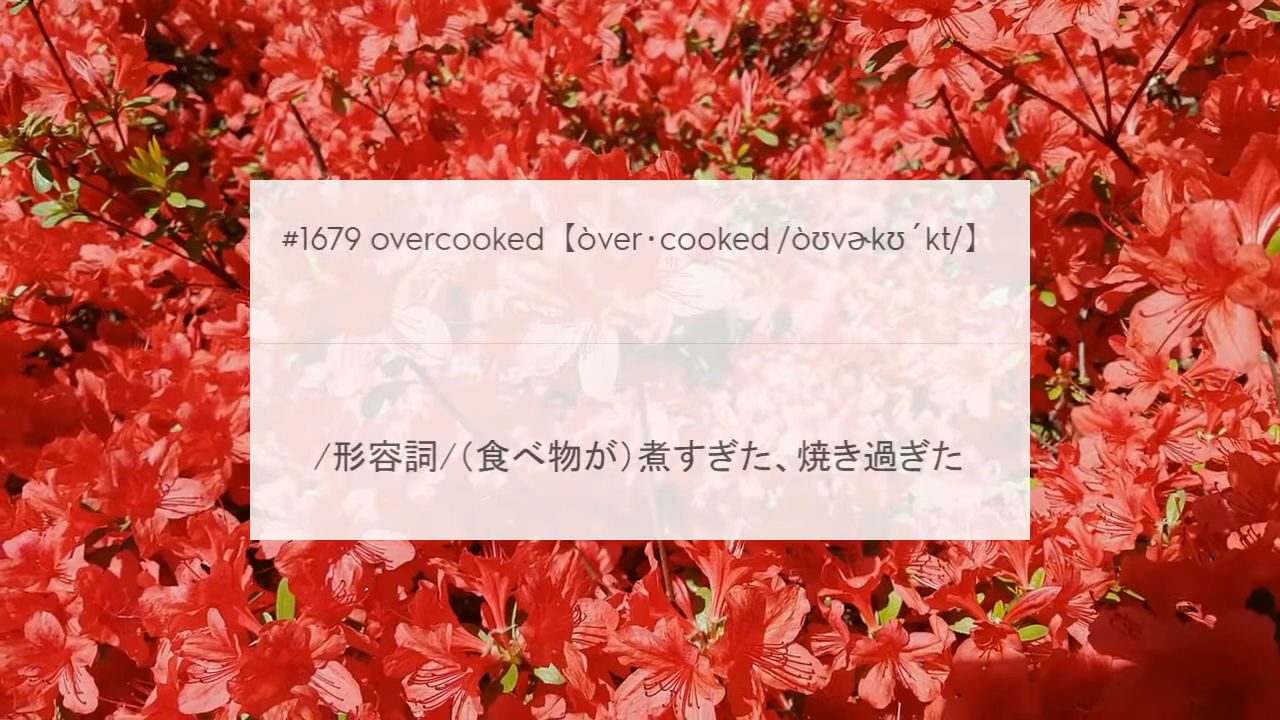 #1679 overcooked【òver･cooked /òʊvɚkʊ´kt/】
/形容詞/（食べ物が）煮すぎた、焼き過ぎた